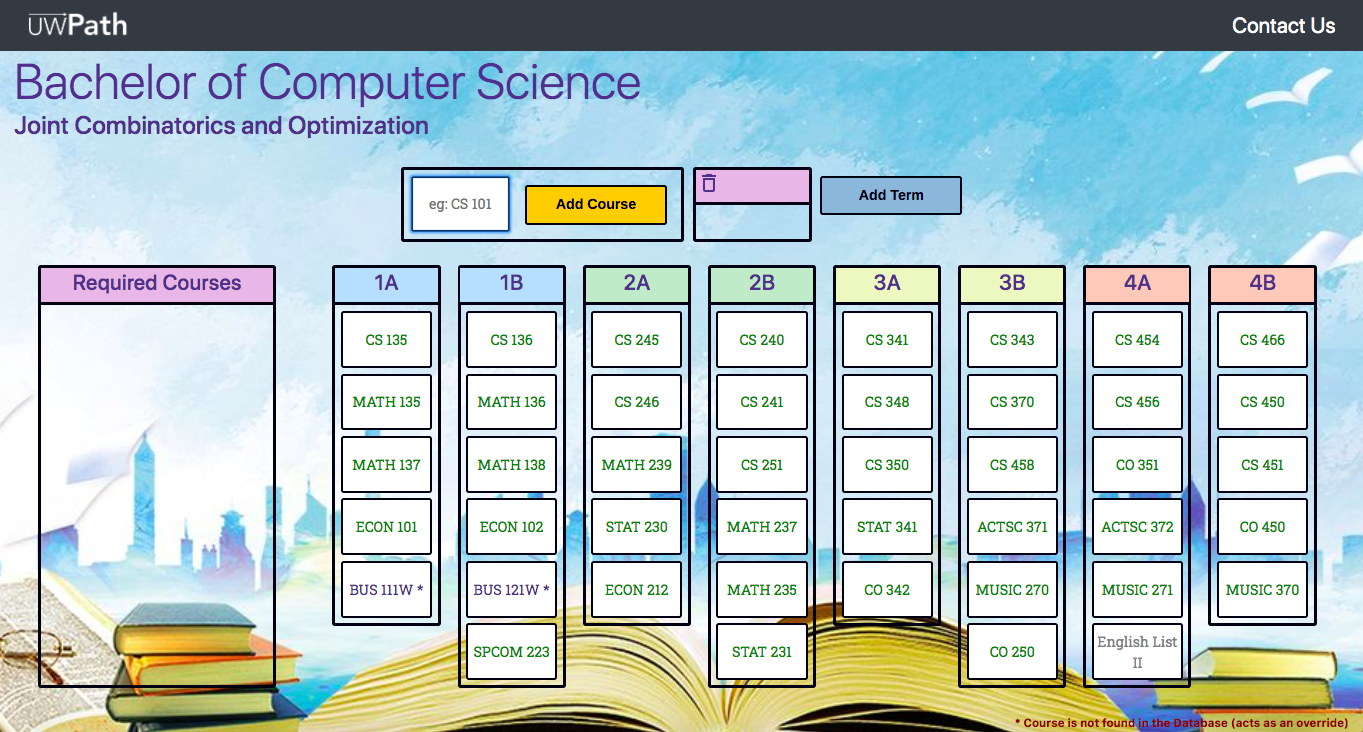 UWPath
Contact Us
Bachelor of Computer Science
Joint Combinatorics and Optimization
eg: CS 101
Add Course
Add Term
Required Courses
1A
CS 135
MATH 135
MATH 137
ECON 101
BUS 111W *
1B
CS 136
MATH 136
MATH 138
ECON 102
BUS 121W *
SPCOM 223
2A
CS 245
CS 246
MATH 239
STAT 230
ECON 212
2B
CS 240
CS 241
CS 251
MATH 237
MATH 235
STAT 231
3A
CS 341
CS 348
CS 350
STAT 341
CO 342
3B
CS 343
CS 370
CS 458
ACTSC 371
MUSIC 270
CO 250
4A
CS 454
CS 456
CO 351
ACTSC 372
MUSIC 271
English List
II
4B
CS 466
CS 450
CS 451
CO 450
MUSIC 370
* Course is not found in the Database (acts as an override)